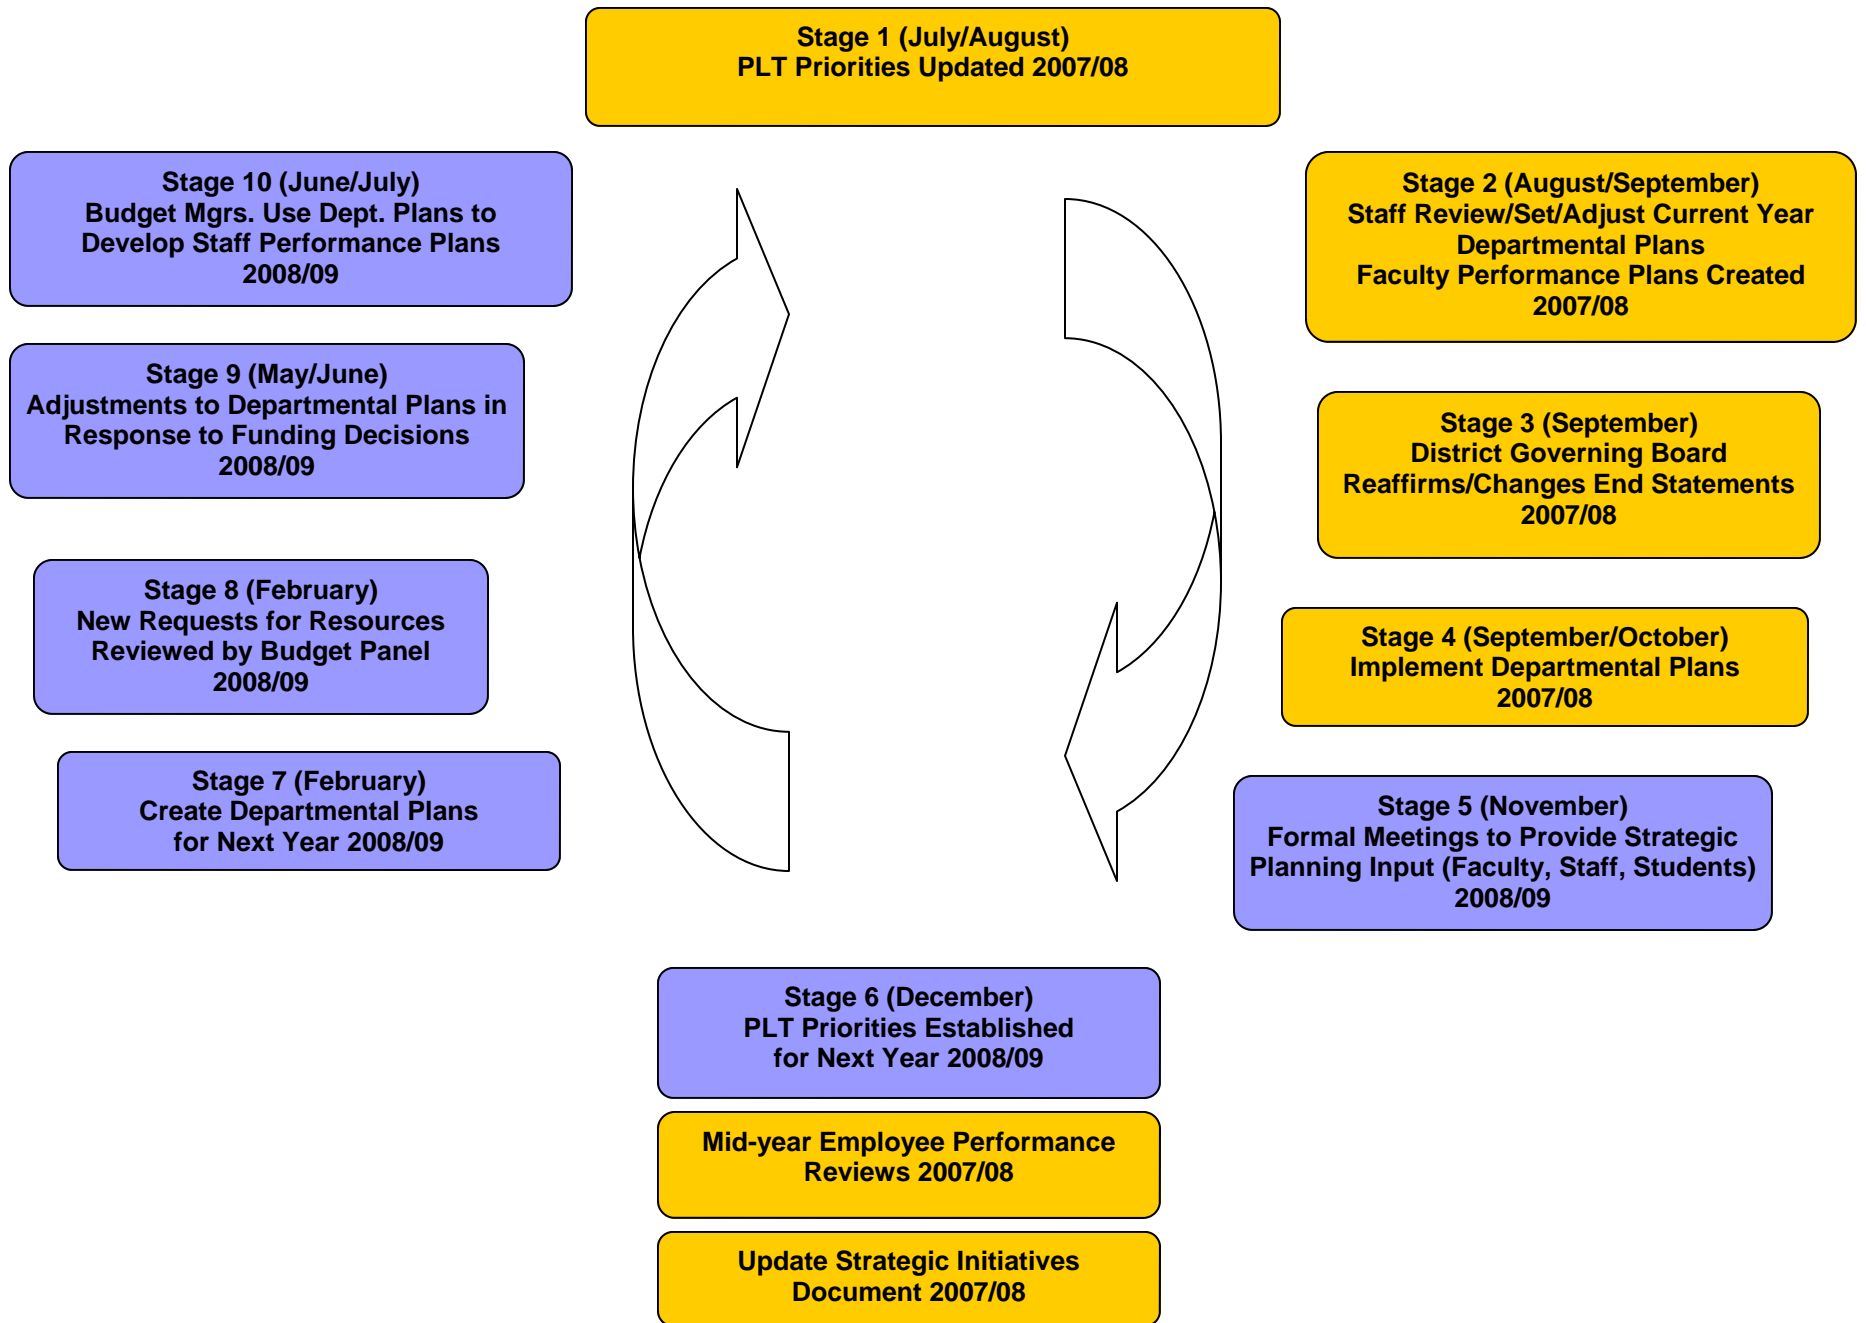 Stage 1 (July/August)
PLT Priorities Updated 2007/08
Stage 2 (August/September)
Staff Review/Set/Adjust Current Year
Departmental Plans
Faculty Performance Plans Created
2007/08
Stage 3 (September)
District Governing Board
Reaffirms/Changes End Statements
2007/08
Stage 4 (September/October)
Implement Departmental Plans
2007/08
Stage 5 (November)
Formal Meetings to Provide Strategic
Planning Input (Faculty, Staff, Students)
2008/09
Stage 6 (December)
PLT Priorities Established
for Next Year 2008/09
Mid-year Employee Performance
Reviews 2007/08
Update Strategic Initiatives
Document 2007/08
Stage 7 (February)
Create Departmental Plans
for Next Year 2008/09
Stage 8 (February)
New Requests for Resources
Reviewed by Budget Panel
2008/09
Stage 9 (May/June)
Adjustments to Departmental Plans in
Response to Funding Decisions
2008/09
Stage 10 (June/July)
Budget Mgrs. Use Dept. Plans to
Develop Staff Performance Plans
2008/09